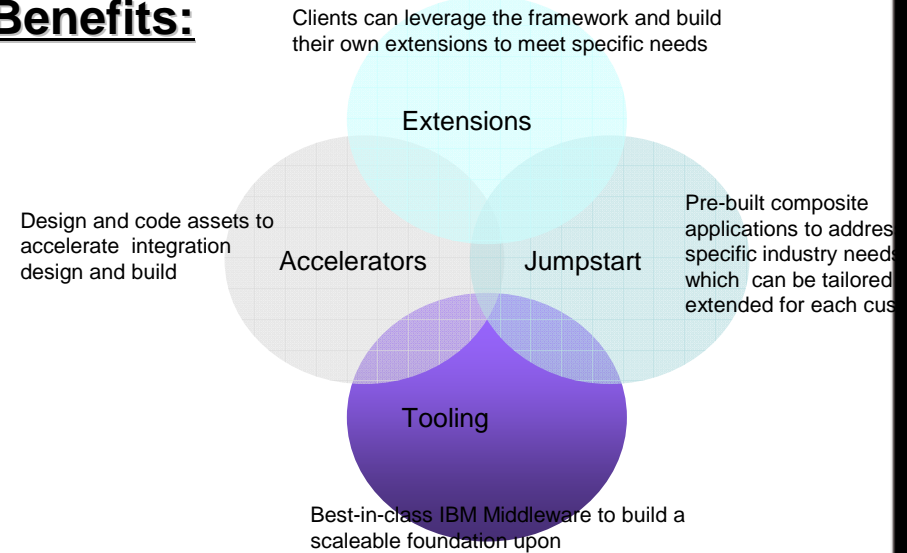 Benefits:
Clients can leverage the framework and build
their own extensions to meet specific needs
Extensions
Design and code assets to
accelerate integration
design and build
Accelerators
Jumpstart
Pre-built composite
applications to
specific industry
which can be tailored
extended for each
Tooling
Best-in-class IBM Middleware to build a
scaleable foundation upon